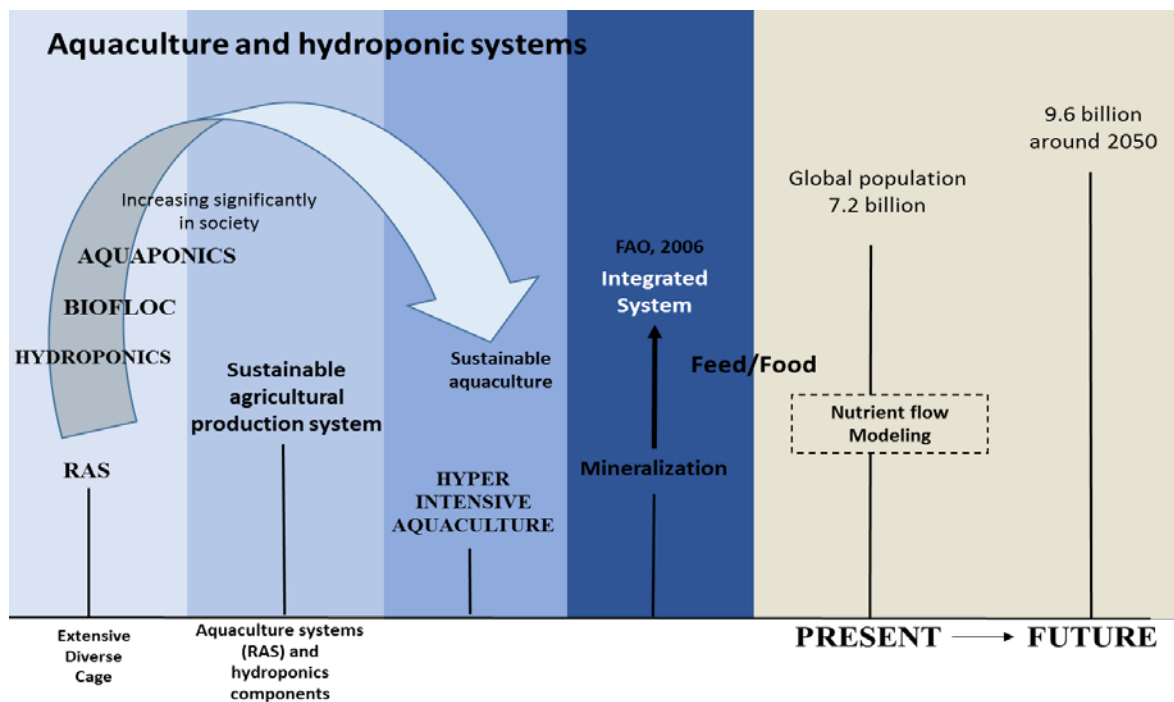 Aquaculture and hydroponic systems
Increasing significantly
in society
AQUAPONICS
BIOFLOC
HYDROPONICS
RAS
Extensive
Diverse
Cage
Sustainable
agricultural
production system
Aquaculture systems
(RAS) and
hydroponics
components
Sustainable
aquaculture
HYPER
INTENSIVE
AQUACULTURE
FAO, 2006
Integrated
System
Feed/Food
Mineralization
Global population
7.2 billion
Nutrient flow
Modeling
9.6 billion
around 2050
PRESENT
FUTURE